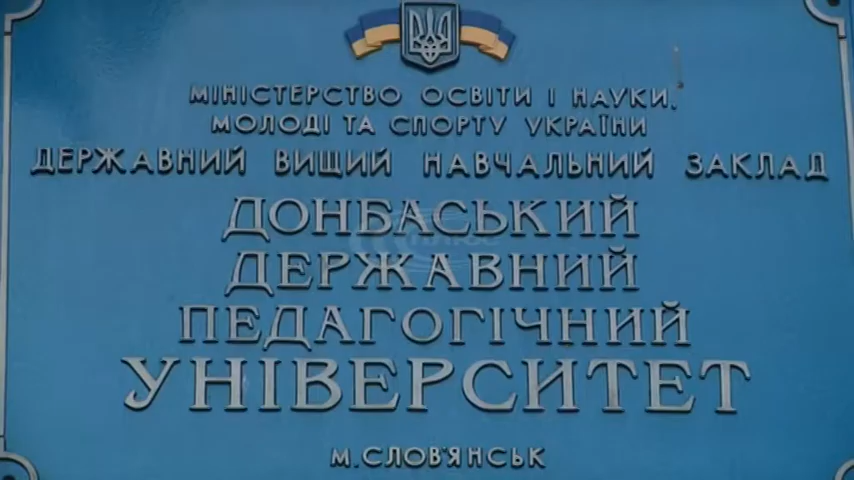 МІНІСТЕРСТВО ОСВІТИ І НАУКИ,
МОЛОДІ ТА СПОРТУ УКРАЇНИ
ДЕРЖАВНИЙ ВИЩИЙ НАВЧАЛЬНИЙ ЗАКЛАД
ДОНБАСЬКИЙ
ДЕРЖАВНИЙ
ПЕДАГОГІЧНИЙ
УНІВЕРСИТЕТ
М. СЛОВ'ЯНСЬК